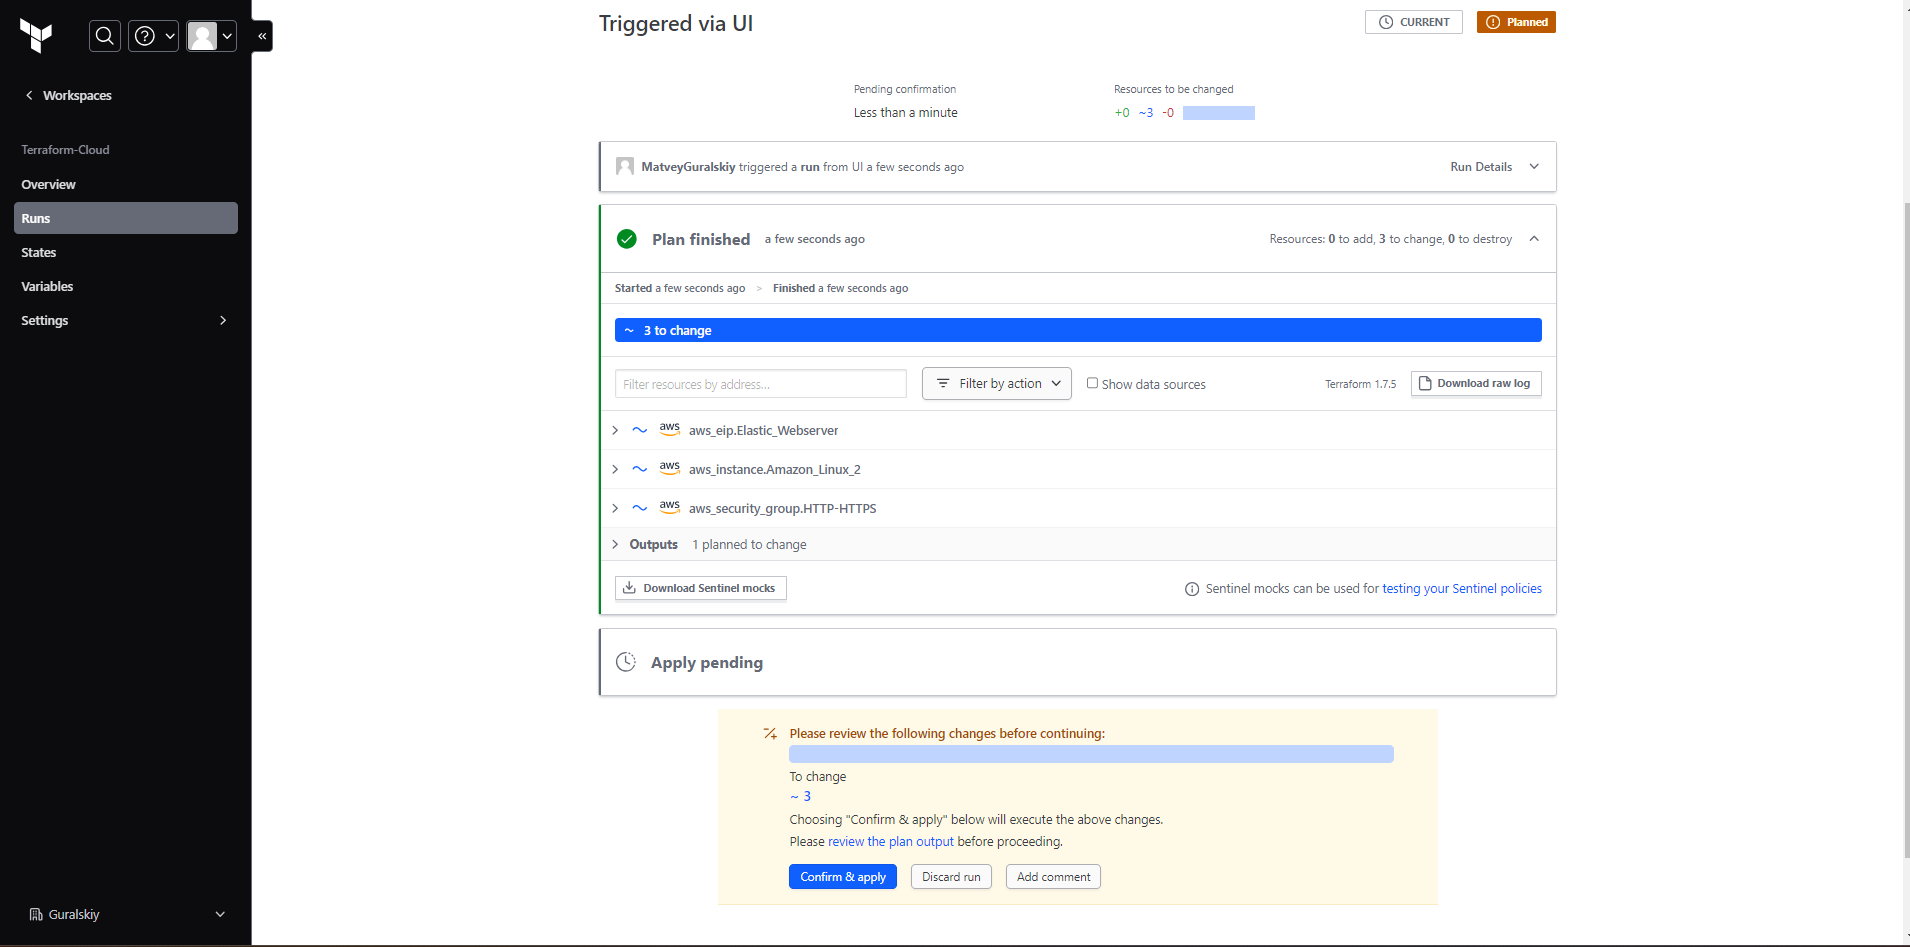 Workspaces
Terraform-Cloud
Overview
Runs
States
Variables
Settings
Guralskiy
Triggered via UI
CURRENT
Planned
Pending confirmation
Less than a minute
Resources to be changed
+0 ~3 -0
MatveyGuralskiy triggered a run from UI a few seconds ago
Run Details
Plan finished a few seconds ago
Resources: 0 to add, 3 to change, 0 to destroy
Started a few seconds ago > Finished a few seconds ago
~ 3 to change
Filter resources by address...
Filter by action
Show data sources
Terraform 1.7.5
Download raw log
aws aws_eip.Elastic_Webserver
aws aws_instance.Amazon_Linux_2
aws aws_security_group.HTTP-HTTPS
Outputs 1 planned to change
Download Sentinel mocks
Sentinel mocks can be used for testing your Sentinel policies
Apply pending
Please review the following changes before continuing:
To change
~ 3
Choosing "Confirm & apply" below will execute the above changes.
Please review the plan output before proceeding.
Confirm & apply
Discard run
Add comment